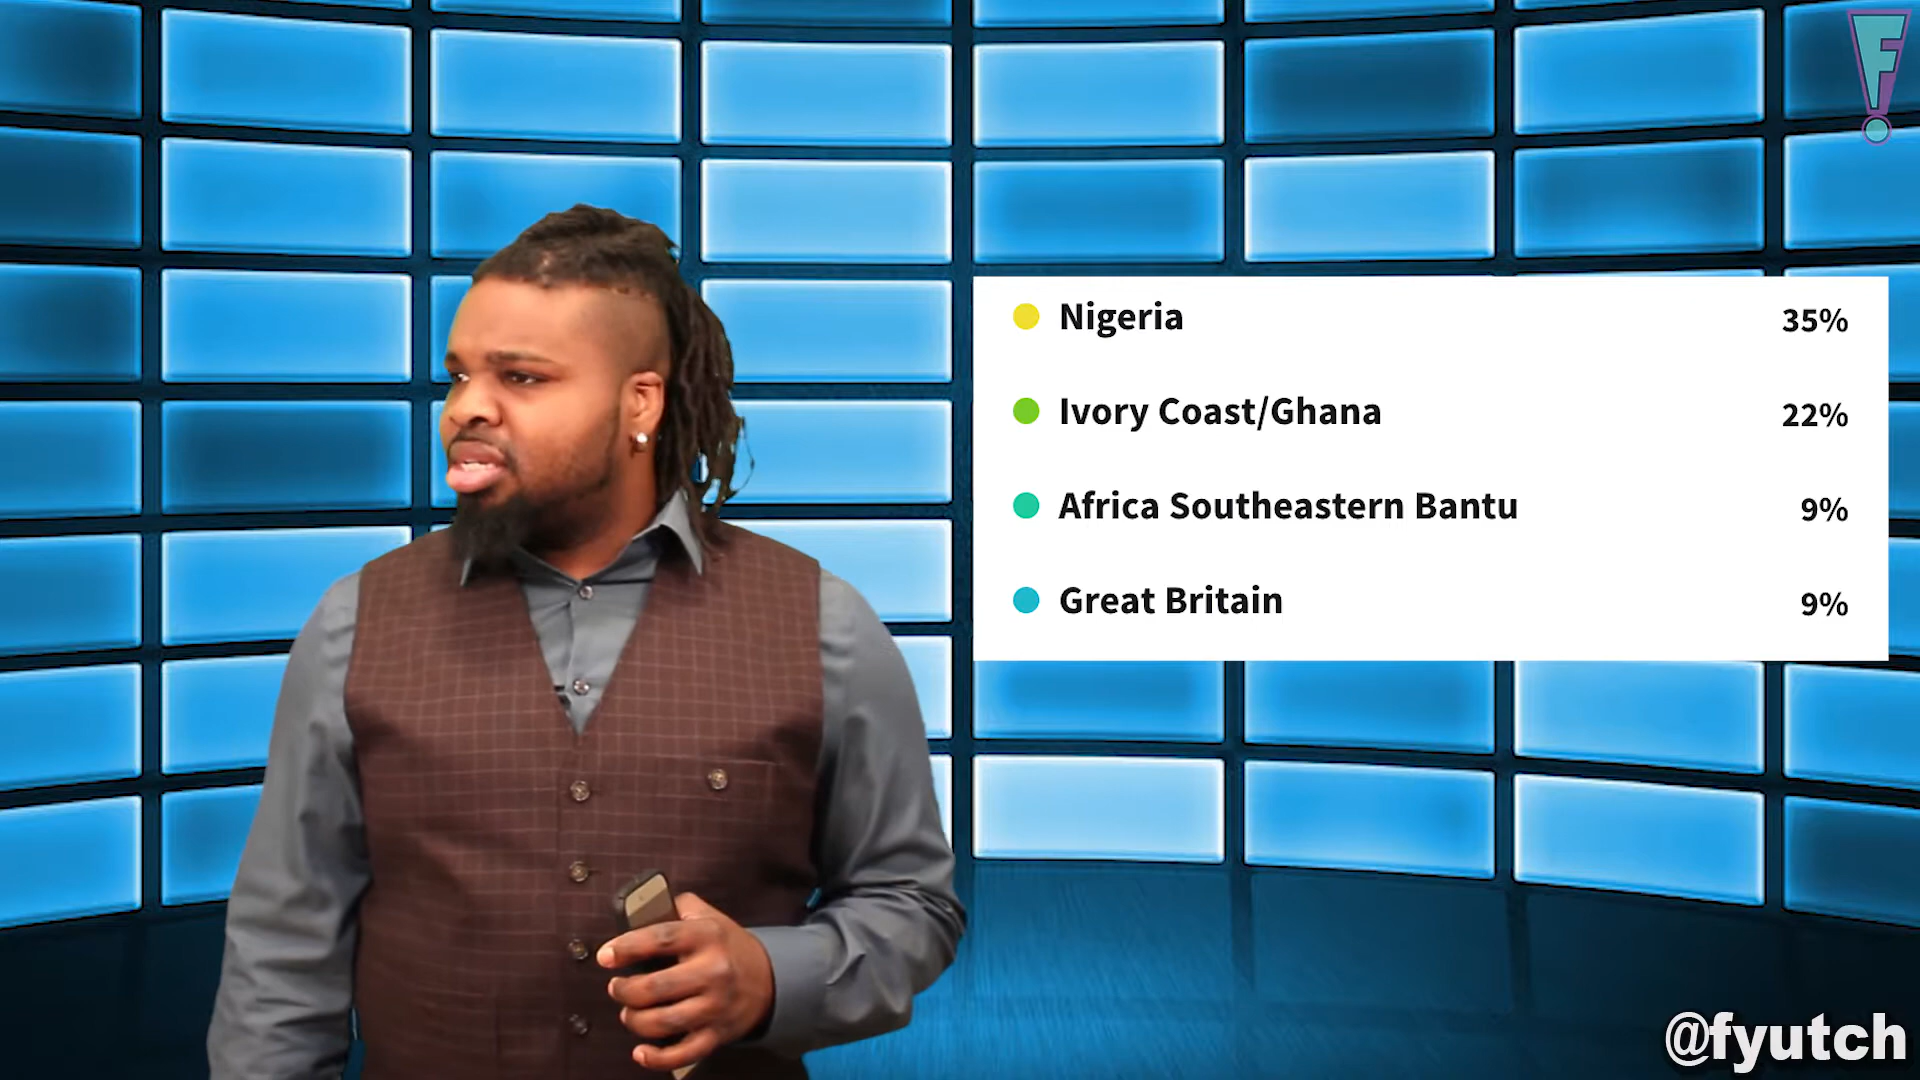 F
Nigeria 35%
Ivory Coast/Ghana 22%
Africa Southeastern Bantu 9%
Great Britain 9%
@fyutch